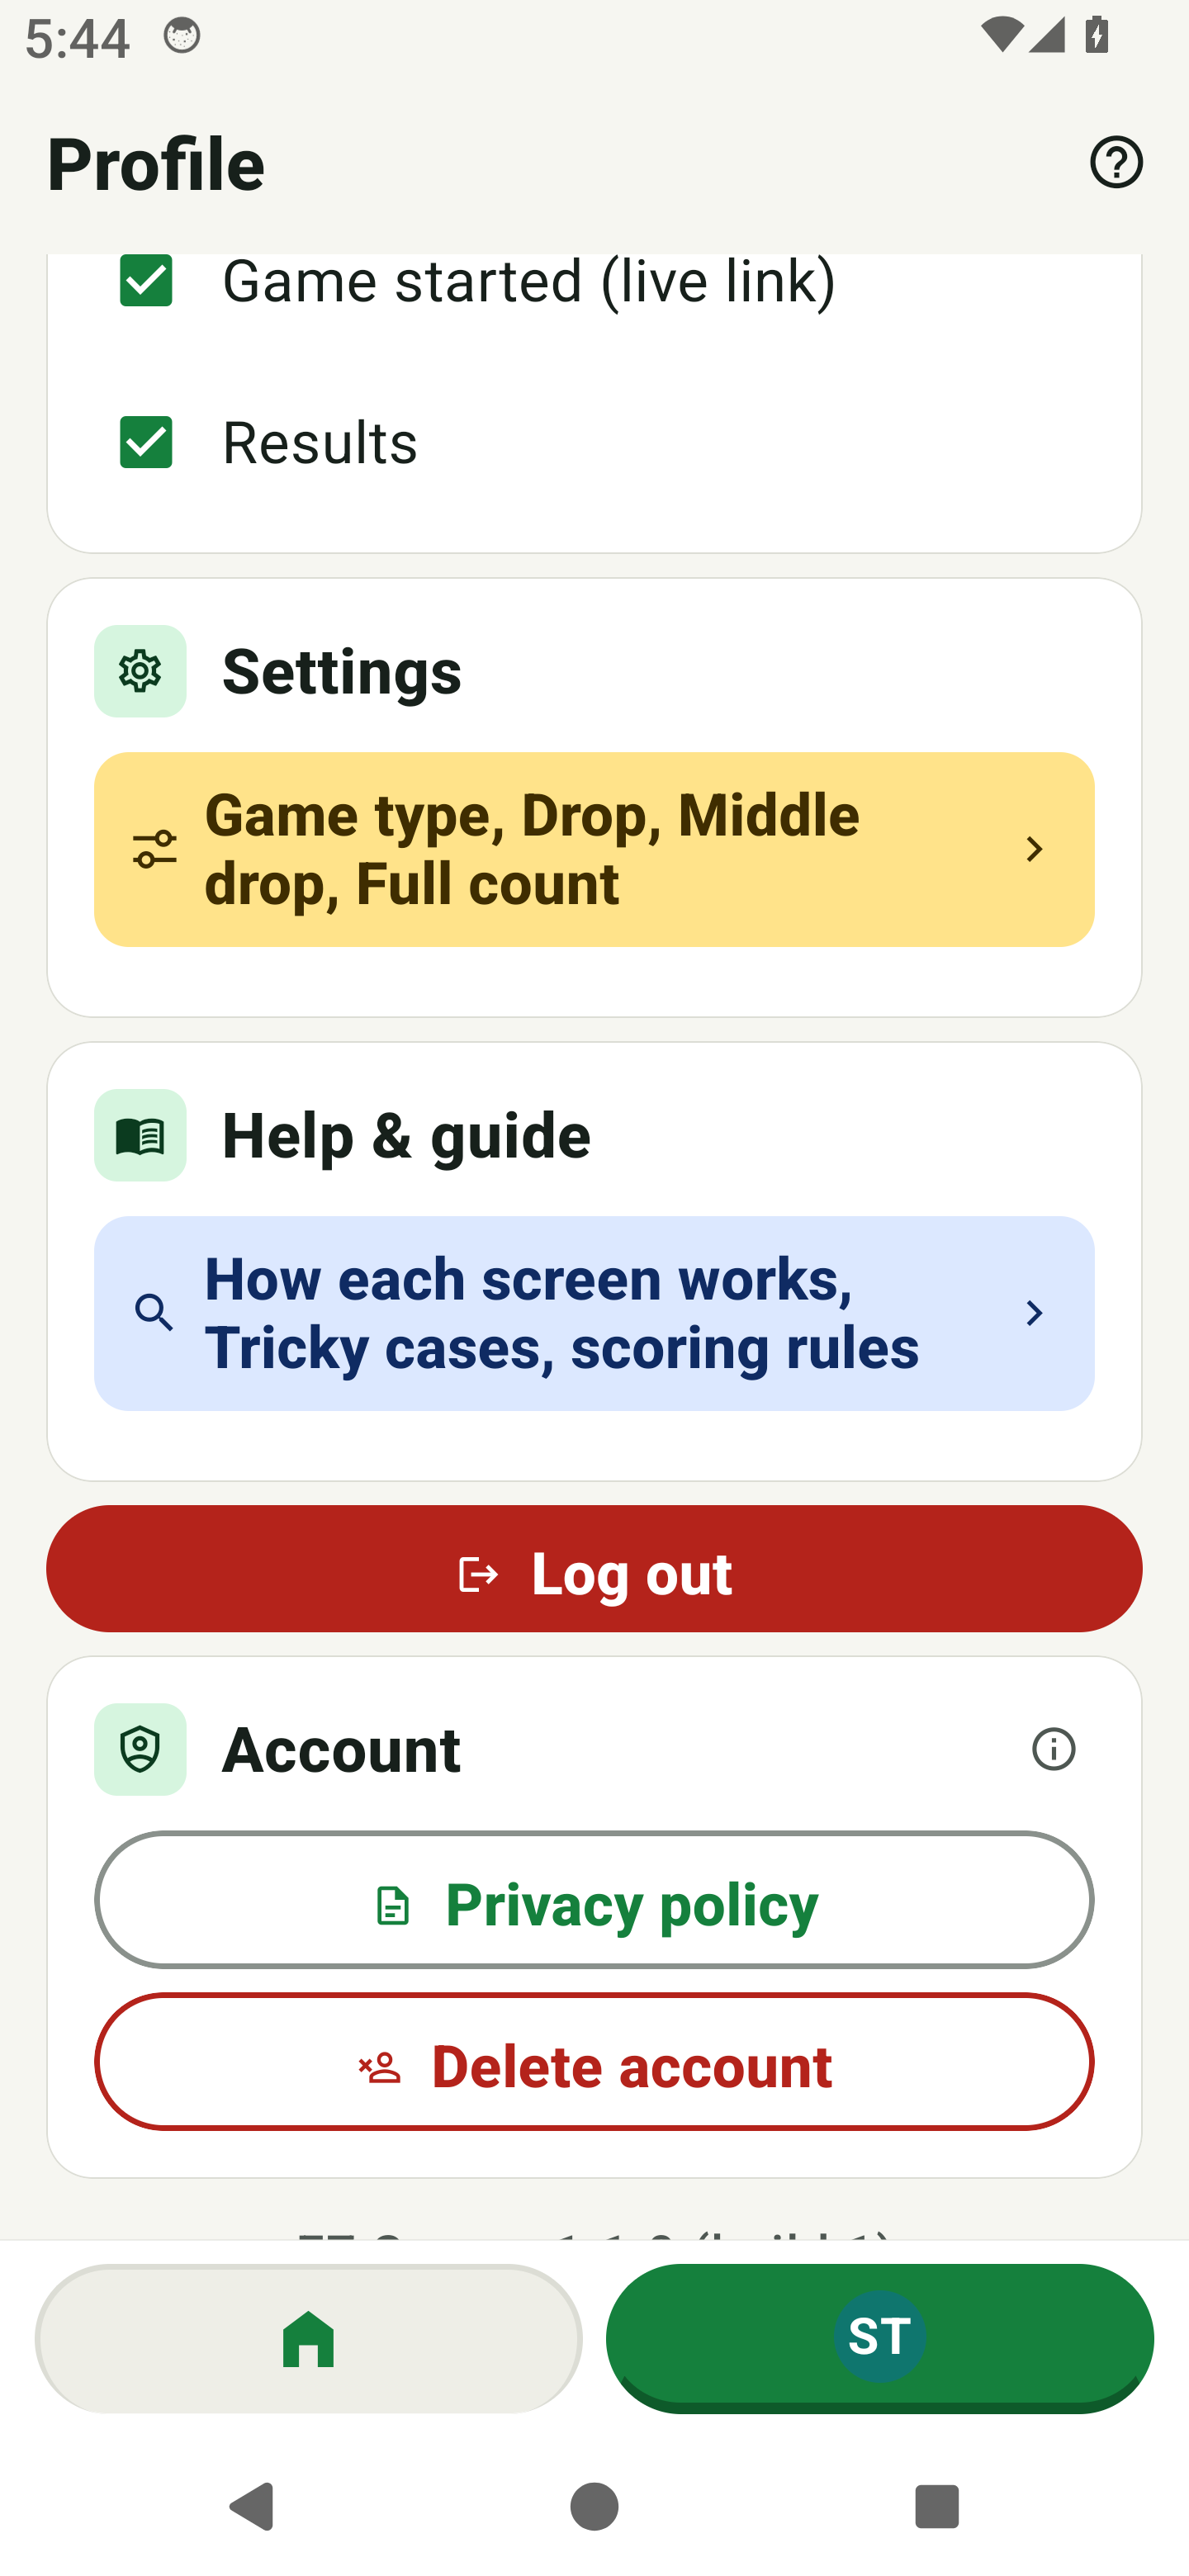 5:44
Profile
Game started (live link)
Results
Settings
Game type, Drop, Middle
drop, Full count
Help & guide
How each screen works,
Tricky cases, scoring rules
Log out
Account
Privacy policy
Delete account
ST